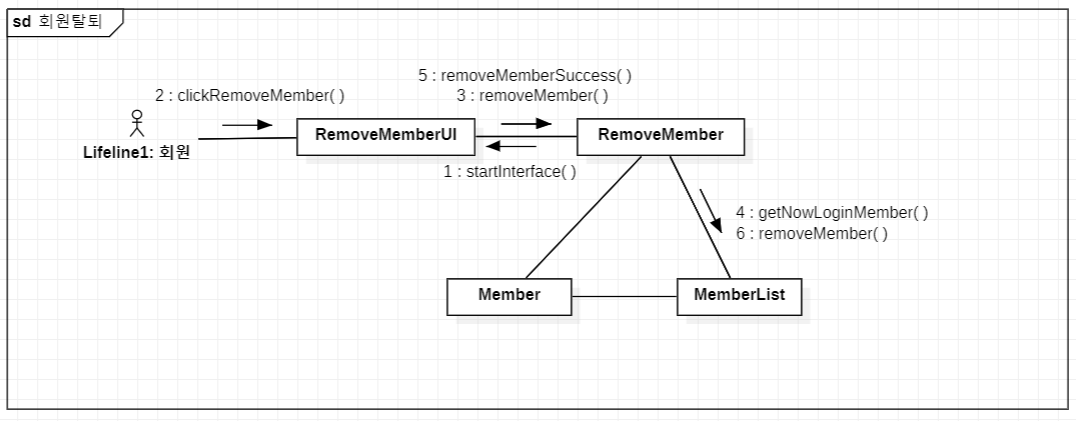 sd 회원탈퇴
5 : removeMemberSuccess( )
2 : clickRemoveMember( )
3 : removeMember( )
RemoveMemberUI
RemoveMember
Lifeline1: 회원
1 : startInterface( )
4 : getNowLoginMember( )
6 : removeMember( )
Member
MemberList